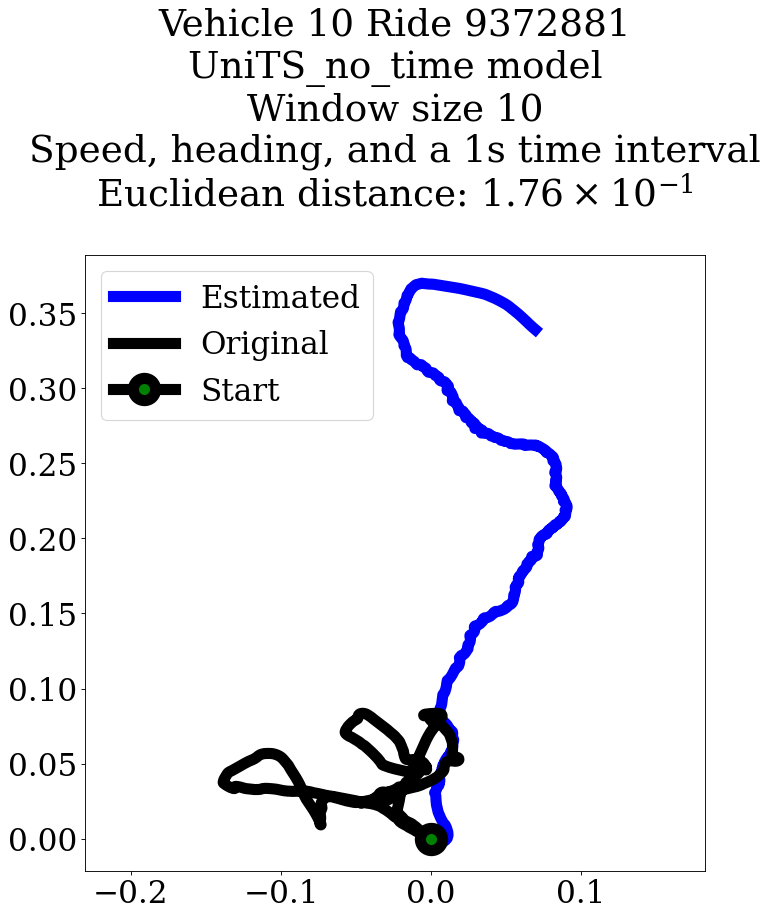 Vehicle 10 Ride 9372881
UniTS_no_time model
Window size 10
Speed, heading, and a 1s time interval
Euclidean distance: 1.76 × 10⁻¹
Estimated
Original
Start
0.35
0.30
0.25
0.20
0.15
0.10
0.05
0.00
−0.2
−0.1
0.0
0.1